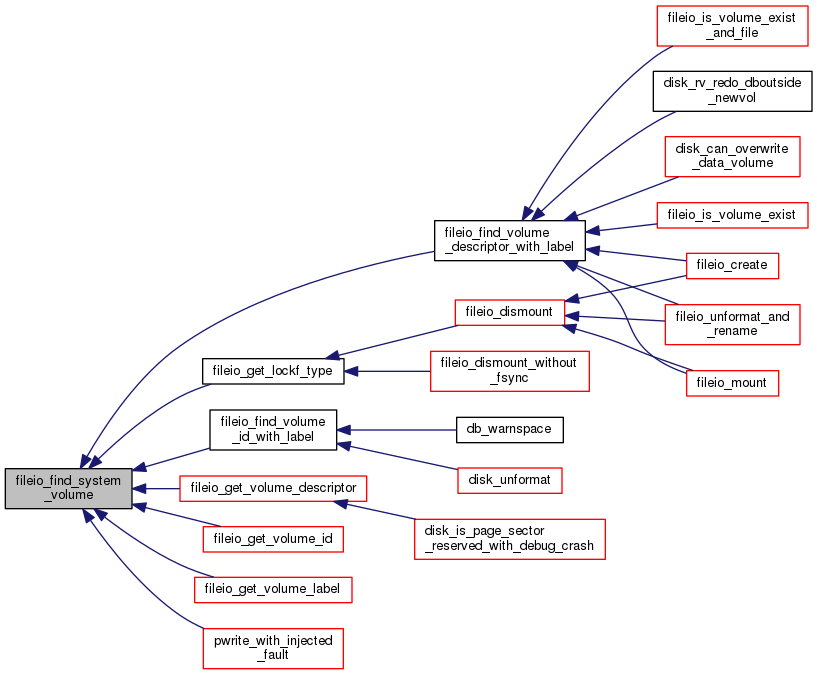 fileio_is_volume_exist
_and_file
disk_rv_redo_dboutside
_newvol
disk_can_overwrite
_data_volume
fileio_is_volume_exist
fileio_find_volume
_descriptor_with_label
fileio_create
fileio_dismount
fileio_unformat_and
_rename
fileio_get_lockf_type
fileio_dismount_without
_fsync
fileio_mount
fileio_find_volume
_id_with_label
db_warnspace
disk_unformat
fileio_find_system
_volume
fileio_get_volume_descriptor
disk_is_page_sector
_reserved_with_debug_crash
fileio_get_volume_id
fileio_get_volume_label
pwrite_with_injected
_fault